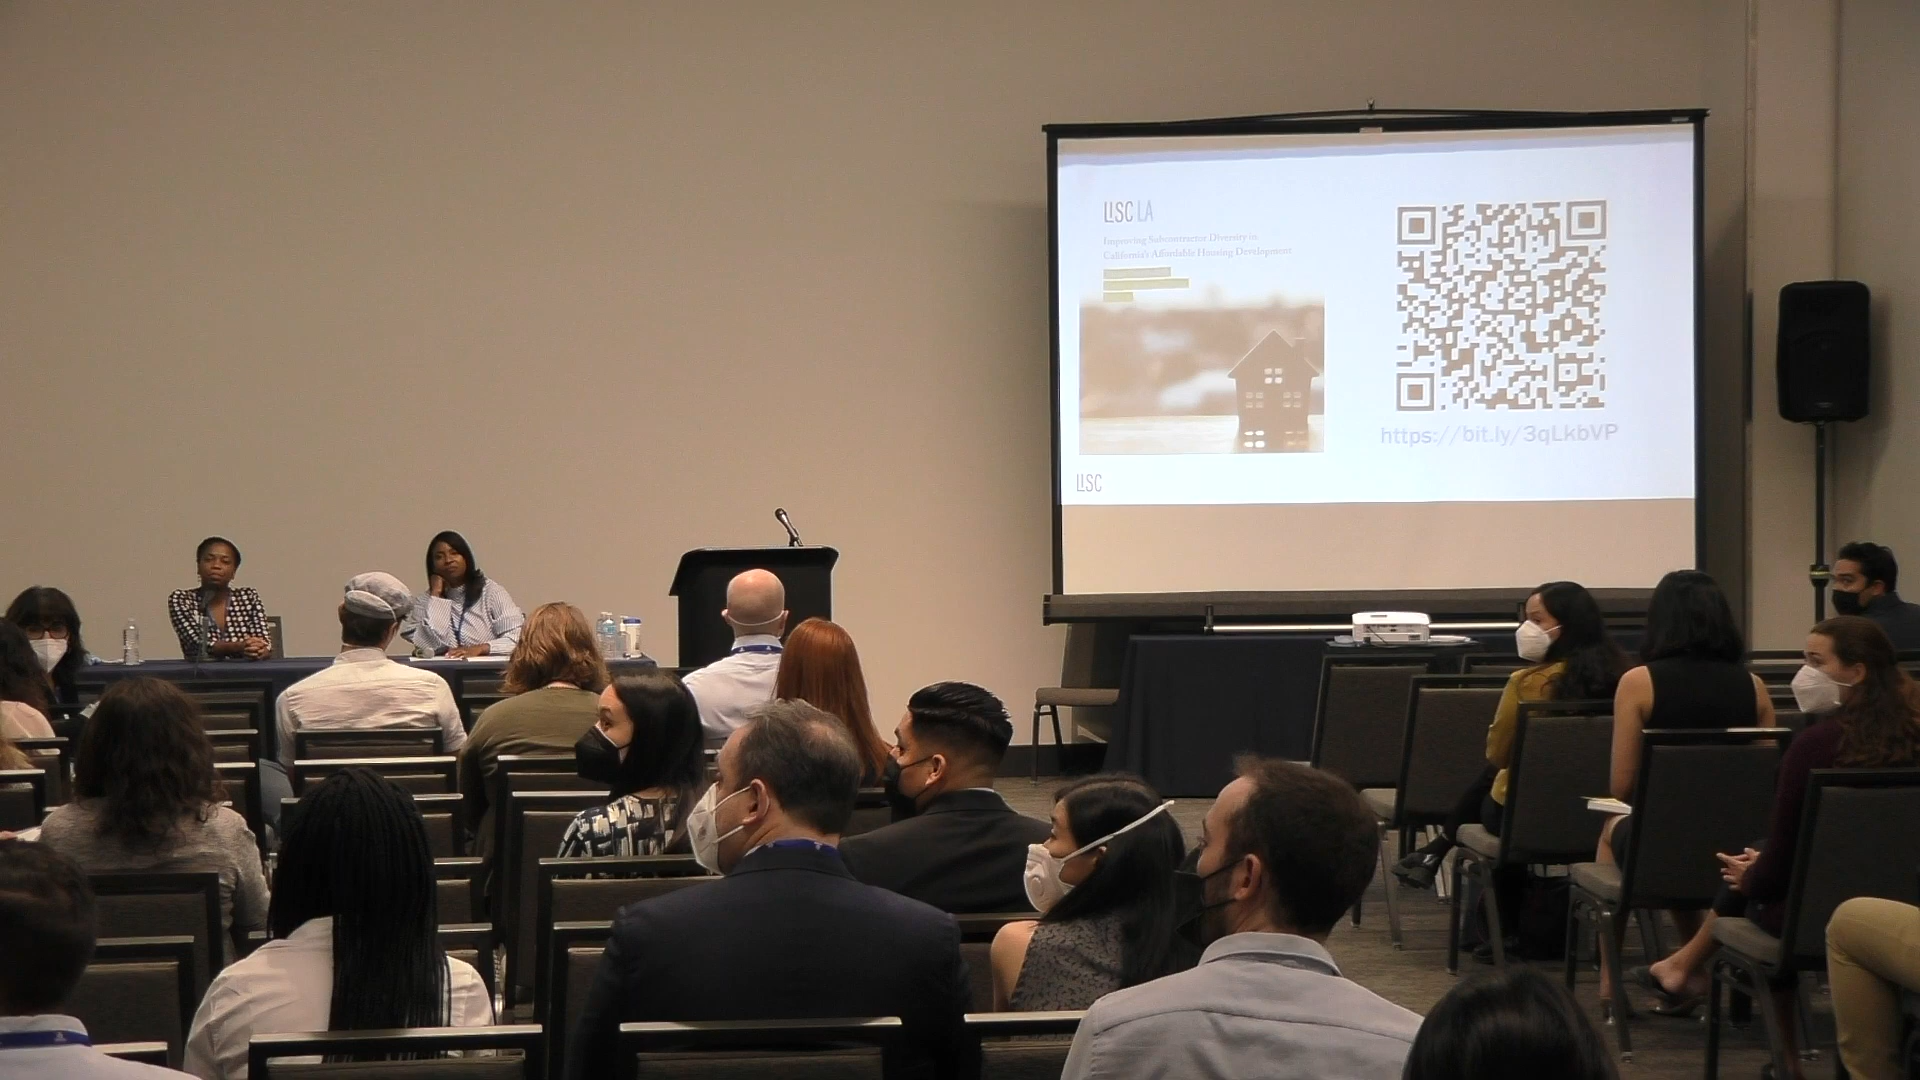 LISC LA
Improving Subcontractor Diversity in
California's Affordable Housing Development
https://bit.ly/3qLkbVP
LISC